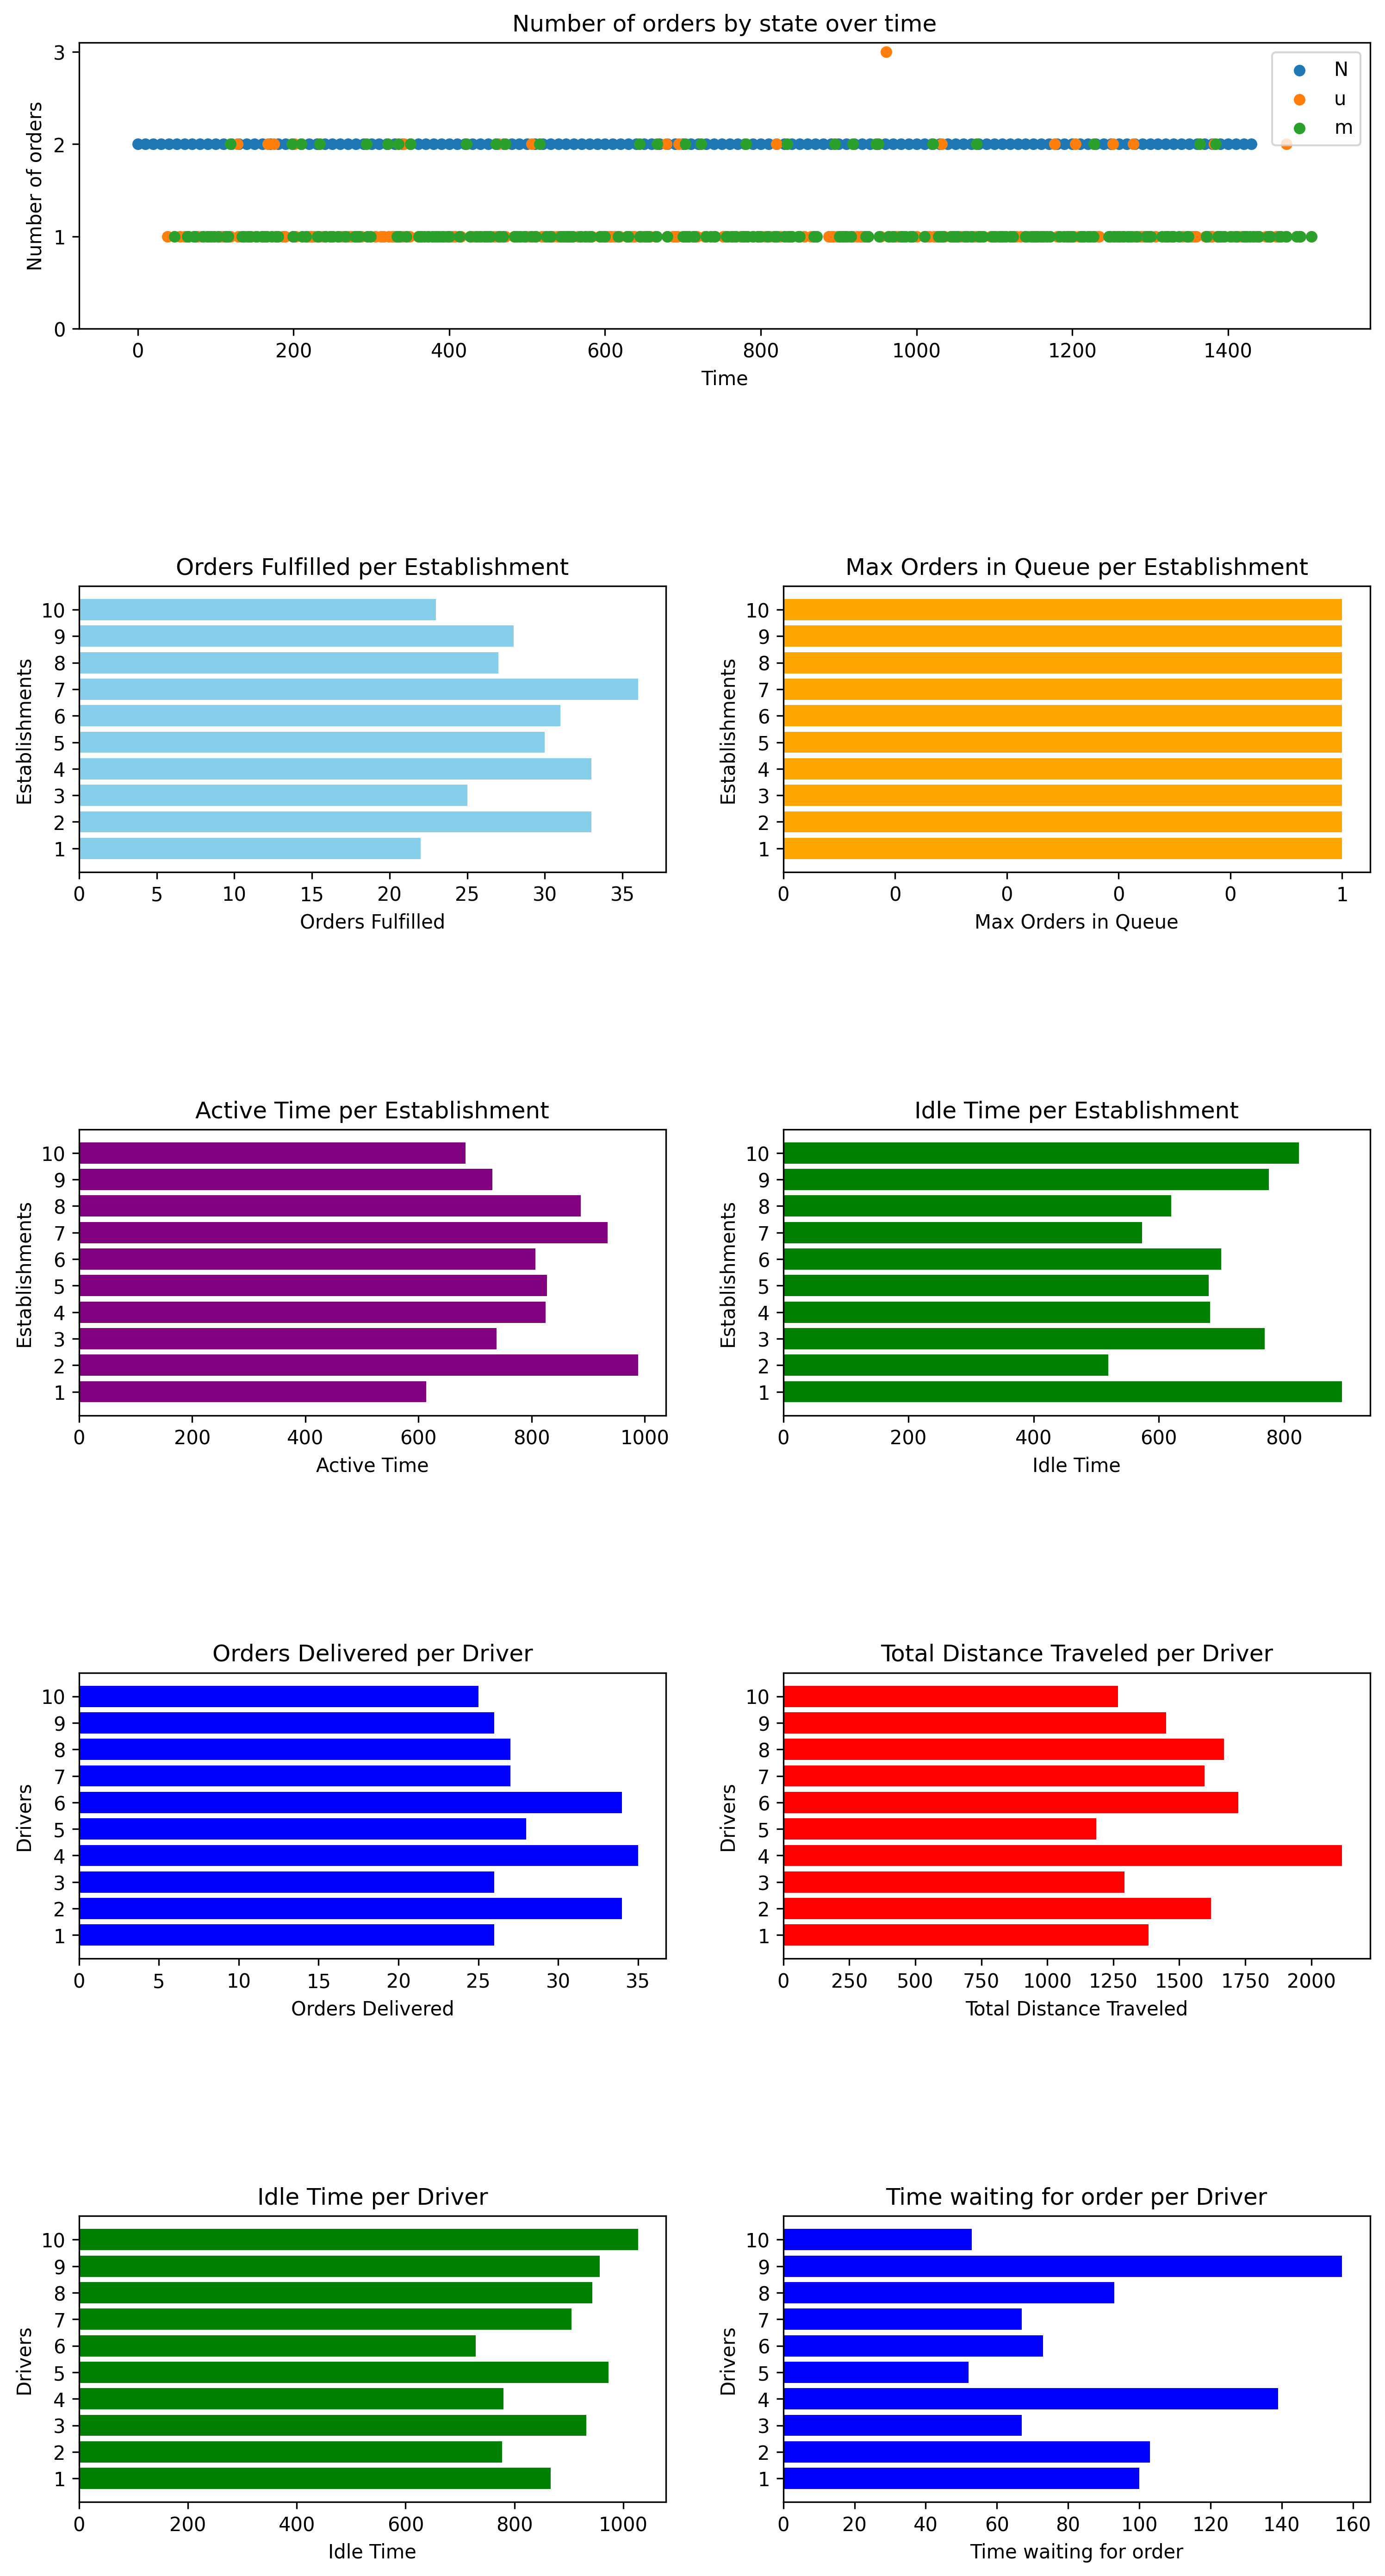 Number of orders by state over time
Number of orders
3
2
1
0
N
u
m
0 200 400 600 800 1000 1200 1400
Time
Orders Fulfilled per Establishment
Establishments
10
9
8
7
6
5
4
3
2
1
0 5 10 15 20 25 30 35
Orders Fulfilled
Max Orders in Queue per Establishment
Establishments
10
9
8
7
6
5
4
3
2
1
0 0 0 0 0 1
Max Orders in Queue
Active Time per Establishment
Establishments
10
9
8
7
6
5
4
3
2
1
0 200 400 600 800 1000
Active Time
Idle Time per Establishment
Establishments
10
9
8
7
6
5
4
3
2
1
0 200 400 600 800
Idle Time
Orders Delivered per Driver
Drivers
10
9
8
7
6
5
4
3
2
1
0 5 10 15 20 25 30 35
Orders Delivered
Total Distance Traveled per Driver
Drivers
10
9
8
7
6
5
4
3
2
1
0 250 500 750 1000 1250 1500 1750 2000
Total Distance Traveled
Idle Time per Driver
Drivers
10
9
8
7
6
5
4
3
2
1
0 200 400 600 800 1000
Idle Time
Time waiting for order per Driver
Drivers
10
9
8
7
6
5
4
3
2
1
0 20 40 60 80 100 120 140 160
Time waiting for order